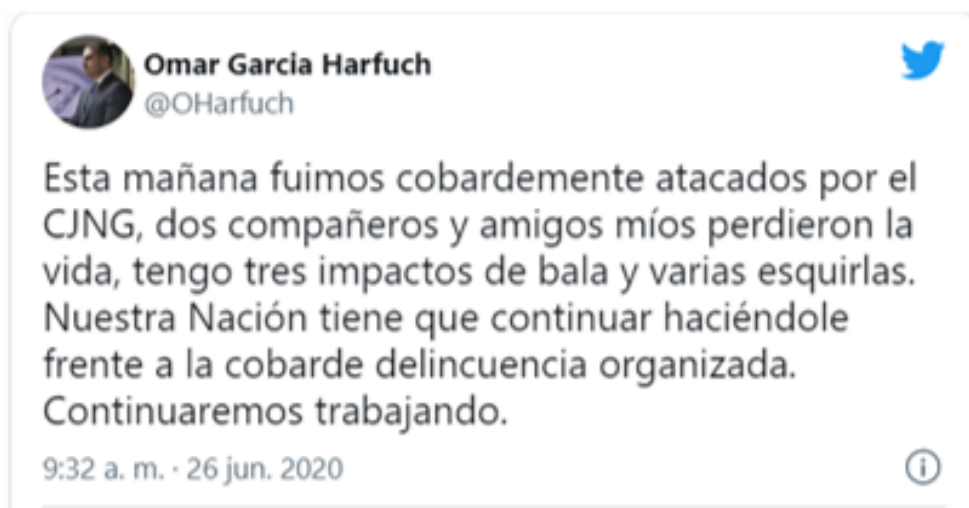 Omar Garcia Harfuch
@OHarfuch
Esta mañana fuimos cobardemente atacados por el
CJNG, dos compañeros y amigos míos perdieron la
vida, tengo tres impactos de bala y varias esquirlas.
Nuestra Nación tiene que continuar haciéndole
frente a la cobarde delincuencia organizada.
Continuaremos trabajando.
9:32 a. m. · 26 jun. 2020